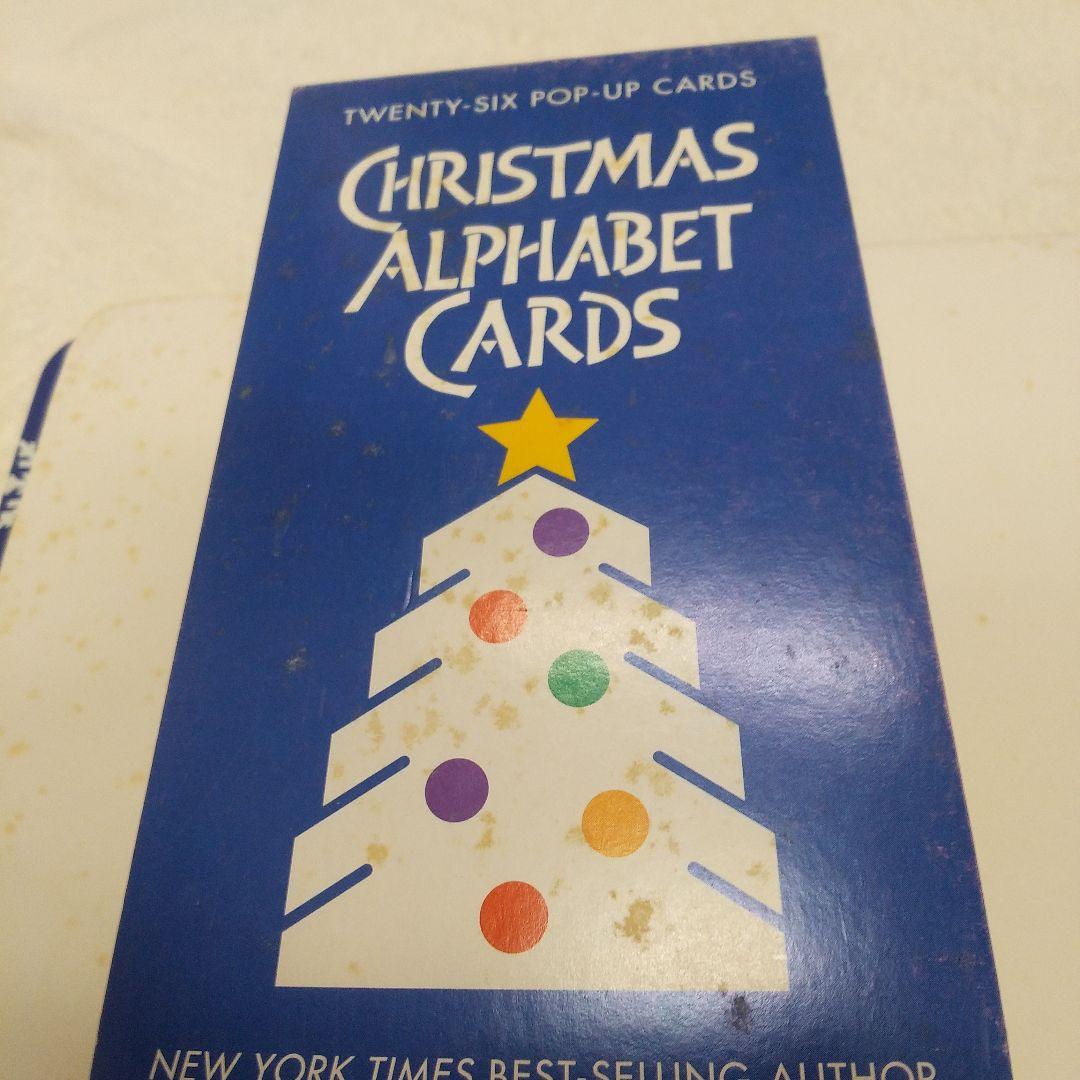 TWENTY-SIX POP-UP CARDS
CHRISTMAS
ALPHABET
CARDS
NEW YORK TIMES BEST-SELLING AUTHOR